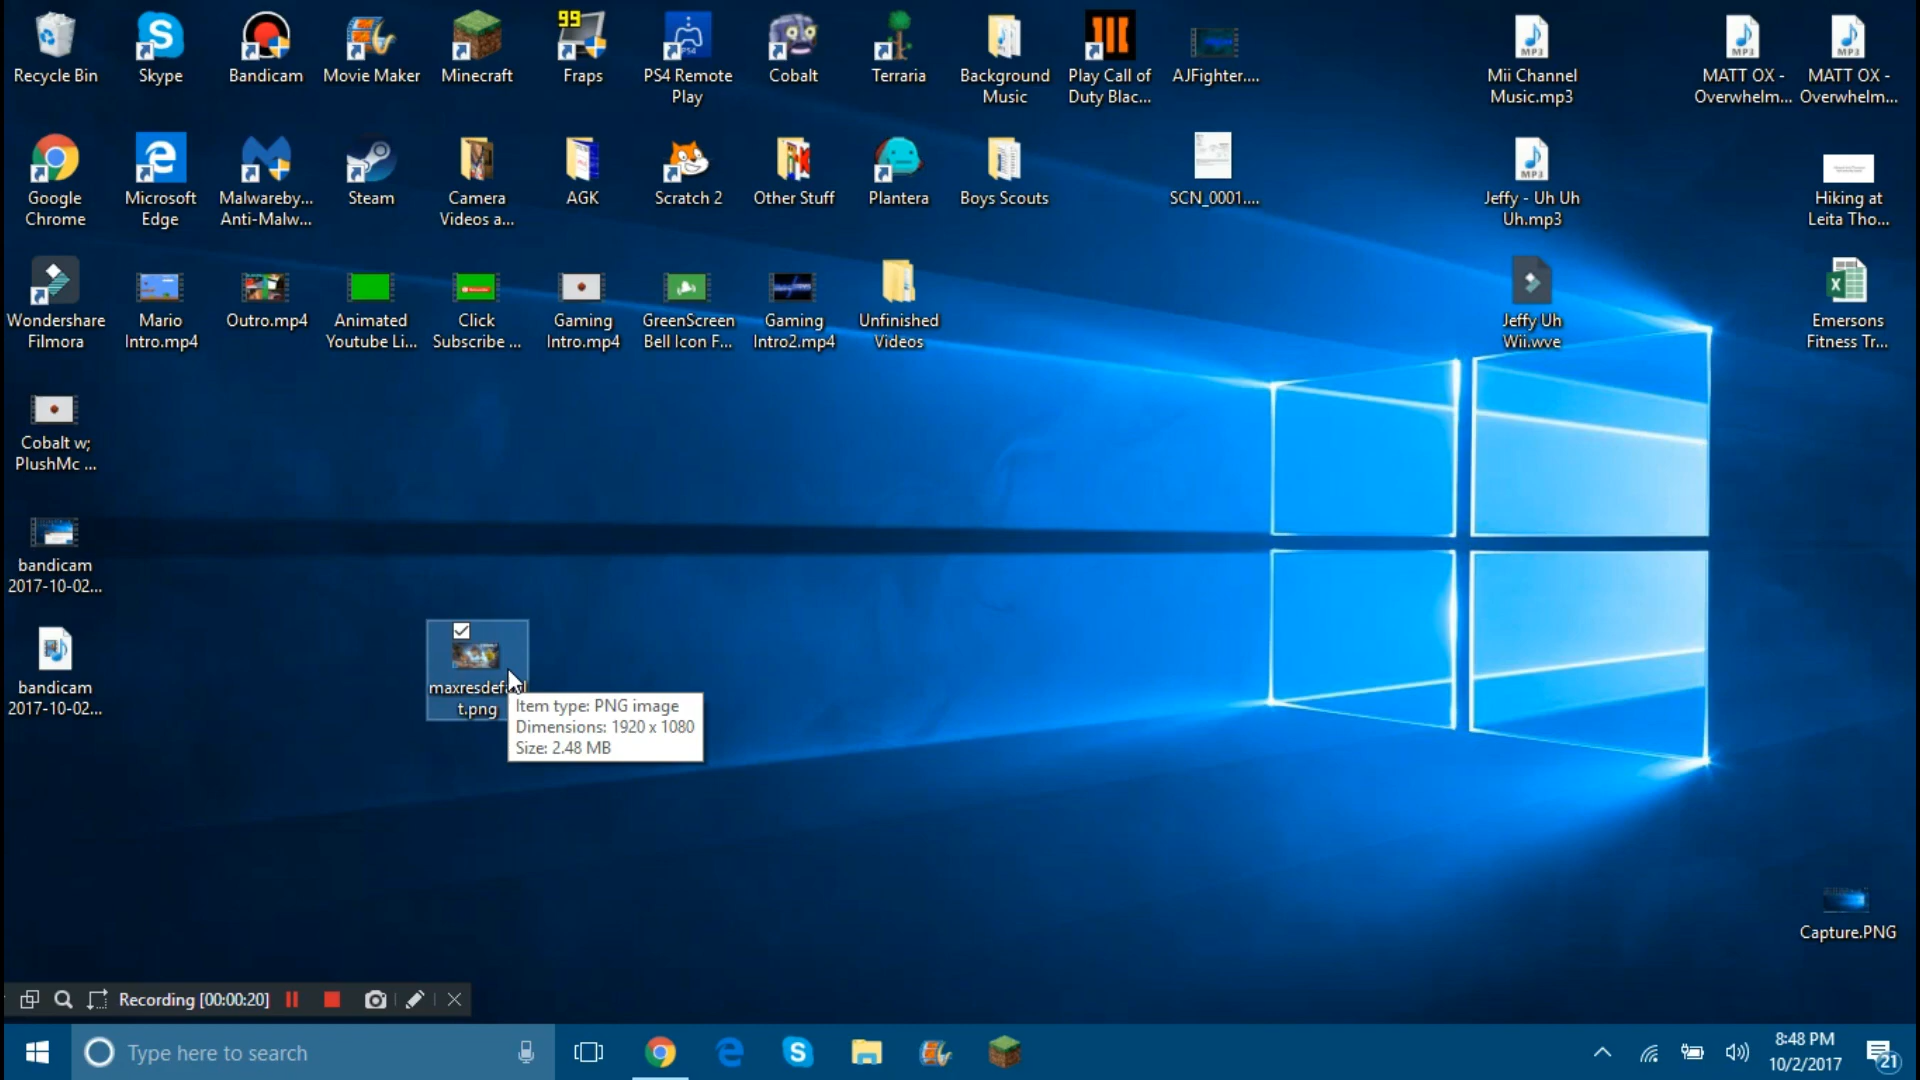 Recycle Bin
Skype
Bandicam
Movie Maker
Minecraft
99
Fraps
PS4 Remote
Play
Cobalt
Terraria
Background
Music
Play Call of
Duty Blac...
AJFighter....
MP3
Mii Channel
Music.mp3
MP3
MATT OX -
Overwhelm...
MP3
MATT OX -
Overwhelm...
Google
Chrome
Microsoft
Edge
Malwareby...
Anti-Malw...
Steam
Camera
Videos a...
AGK
Scratch 2
Other Stuff
Plantera
Boys Scouts
SCN_0001....
MP3
Jeffy - Uh Uh
Uh.mp3
Hiking at
Leita Tho...
Wondershare
Filmora
Mario
Intro.mp4
Outro.mp4
Animated
Youtube Li...
Click
Subscribe ...
Gaming
Intro.mp4
GreenScreen
Bell Icon F...
Gaming
Intro2.mp4
Unfinished
Videos
Jeffy Uh
Wii.wve
Emersons
Fitness Tr...
Cobalt w;
PlushMc ...
bandicam
2017-10-02...
bandicam
2017-10-02...
t.png
Item type: PNG image
Dimensions: 1920 x 1080
Size: 2.48 MB
Capture.PNG
Recording [00:00:20]
Type here to search
8:48 PM
10/2/2017
21